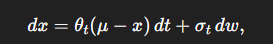 dx = θ_t(μ − x) dt + σ_t dw,